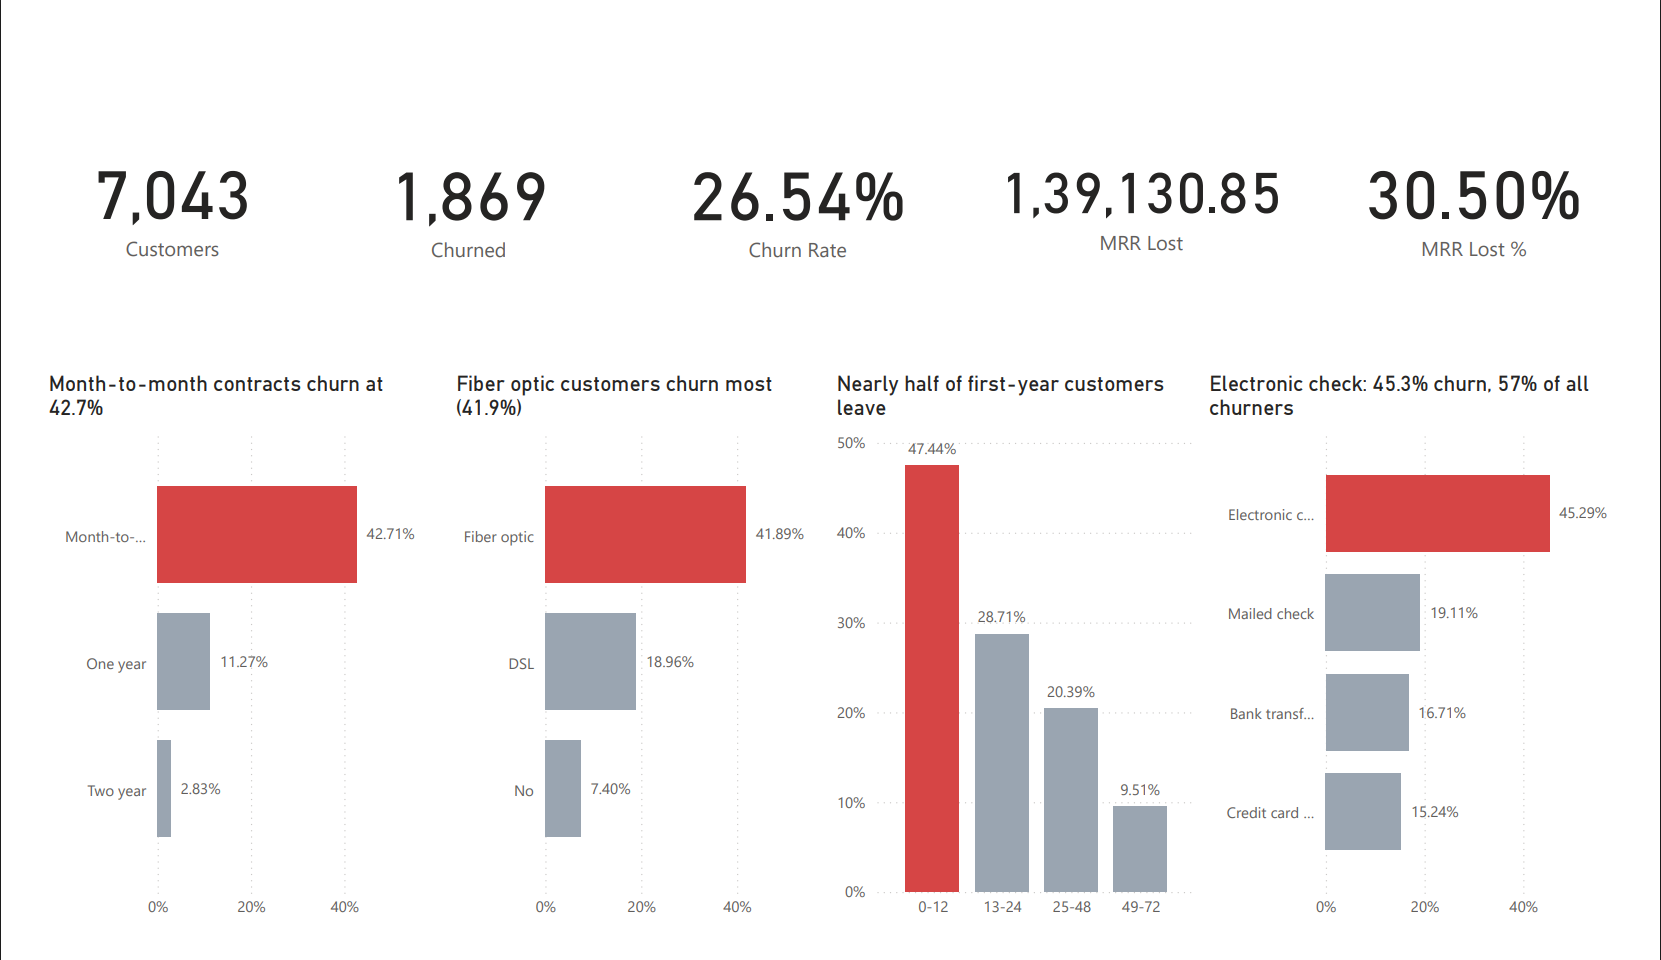 7,043
Customers
1,869
Churned
26.54%
Churn Rate
1,39,130.85
MRR Lost
30.50%
MRR Lost %
Month-to-month contracts churn at
42.7%
Month-to-...
42.71%
One year
11.27%
Two year
2.83%
0%
20%
40%
Fiber optic customers churn most
(41.9%)
Fiber optic
41.89%
DSL
18.96%
No
7.40%
0%
20%
40%
Nearly half of first-year customers
leave
50%
40%
30%
20%
10%
0%
47.44%
28.71%
20.39%
9.51%
0-12
13-24
25-48
49-72
Electronic check: 45.3% churn, 57% of all
churners
Electronic c...
45.29%
Mailed check
19.11%
Bank transf...
16.71%
Credit card ...
15.24%
0%
20%
40%